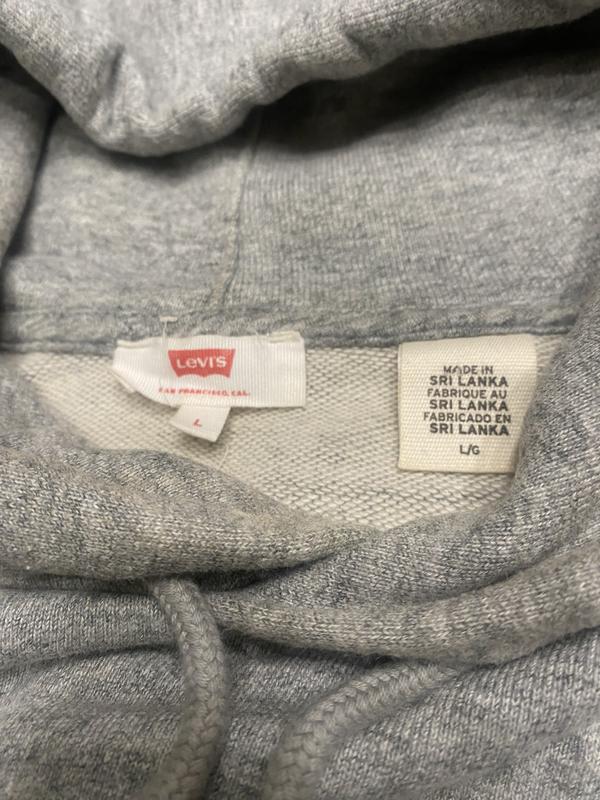 Levi's
SAN FRANCISCO, CAL.
L
MADE IN
SRI LANKA
FABRIQUE AU
SRI LANKA
FABRICADO EN
SRI LANKA
L/G